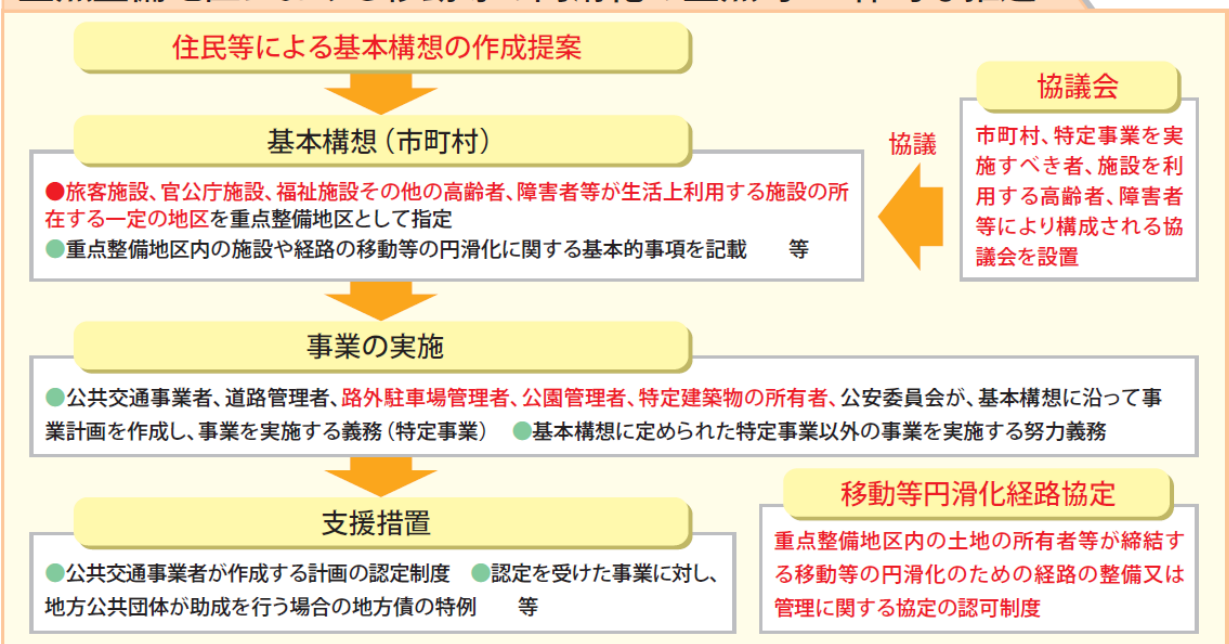 住民等による基本構想の作成提案
基本構想（市町村）
●旅客施設、官公庁施設、福祉施設その他の高齢者、障害者等が生活上利用する施設の所
在する一定の地区を重点整備地区として指定
●重点整備地区内の施設や経路の移動等の円滑化に関する基本的事項を記載　等
協議
協議会
市町村、特定事業を実
施すべき者、施設を利
用する高齢者、障害者
等により構成される協
議会を設置
事業の実施
●公共交通事業者、道路管理者、路外駐車場管理者、公園管理者、特定建築物の所有者、公安委員会が、基本構想に沿って事
業計画を作成し、事業を実施する義務（特定事業）　●基本構想に定められた特定事業以外の事業を実施する努力義務
支援措置
●公共交通事業者が作成する計画の認定制度　●認定を受けた事業に対し、
地方公共団体が助成を行う場合の地方債の特例　等
移動等円滑化経路協定
重点整備地区内の土地の所有者等が締結す
る移動等の円滑化のための経路の整備又は
管理に関する協定の認可制度